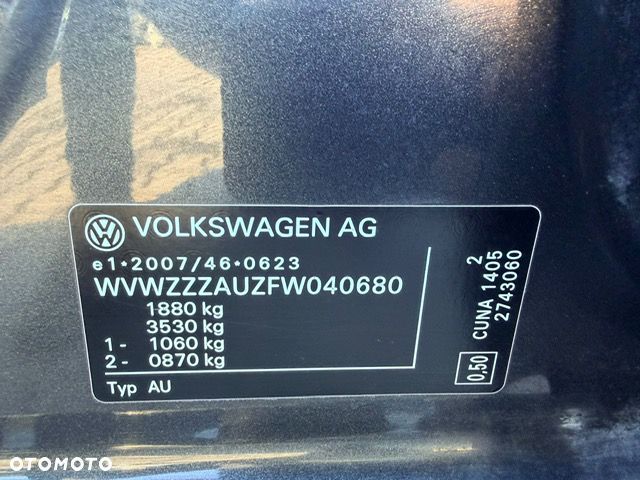 VOLKSWAGEN AG
e1*2007/46*0623
WVWZZZAUZFW040680
1880 kg
3530 kg
1- 1060 kg
2- 0870 kg
Typ AU
2
CUNA 1405
2743060
0,50
OTOMOTO